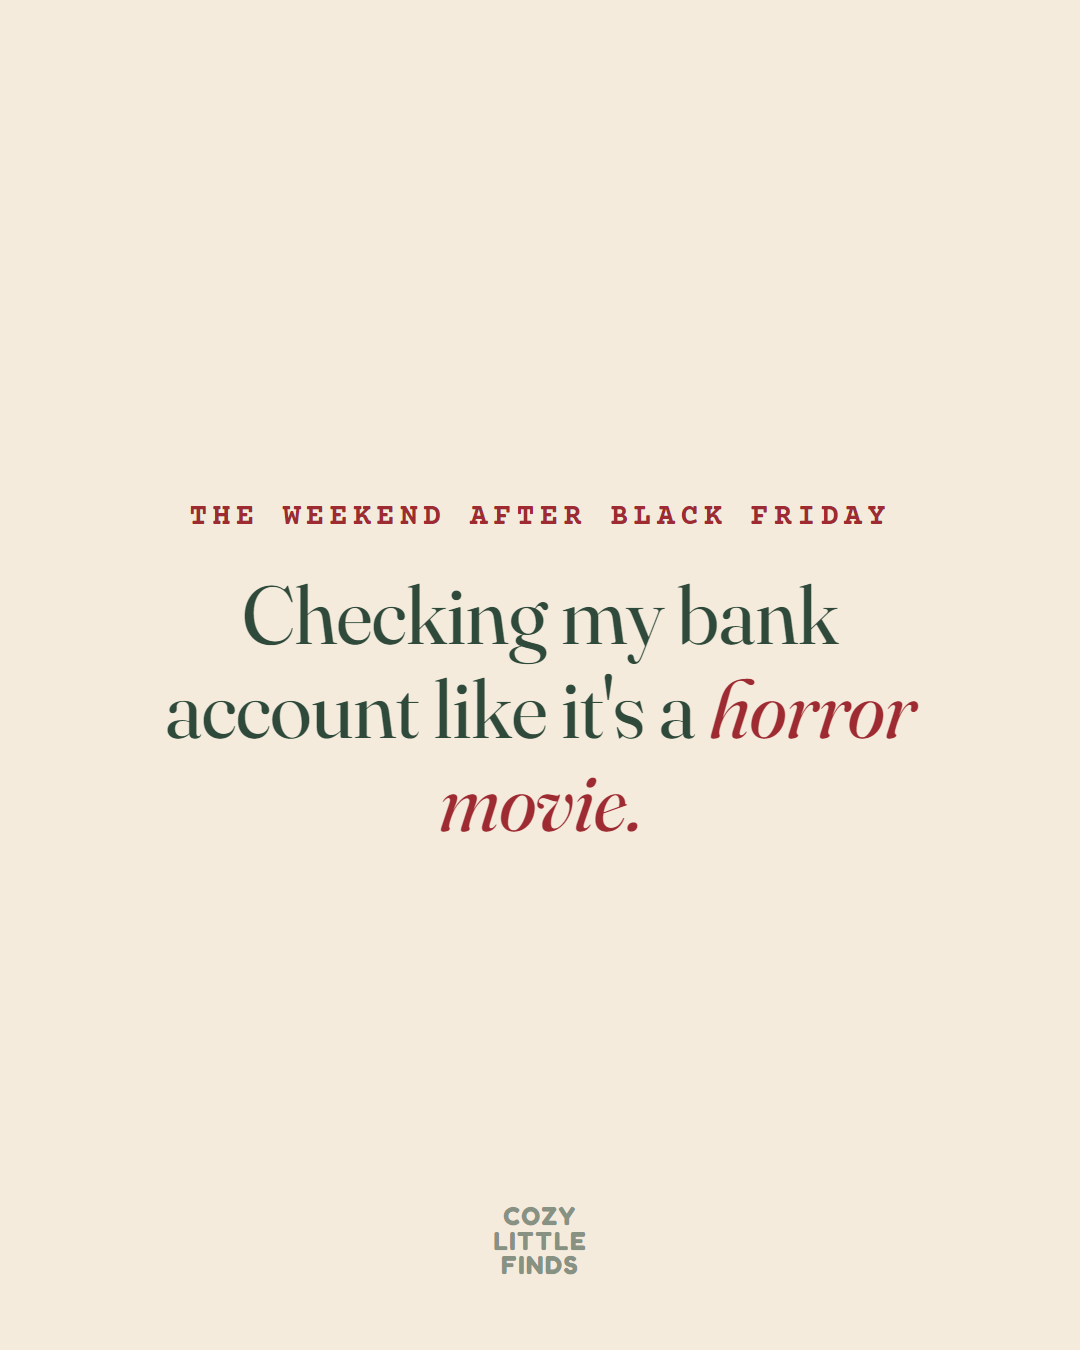 THE WEEKEND AFTER BLACK FRIDAY
Checking my bank
account like it's a horror
movie.
COZY
LITTLE
FINDS